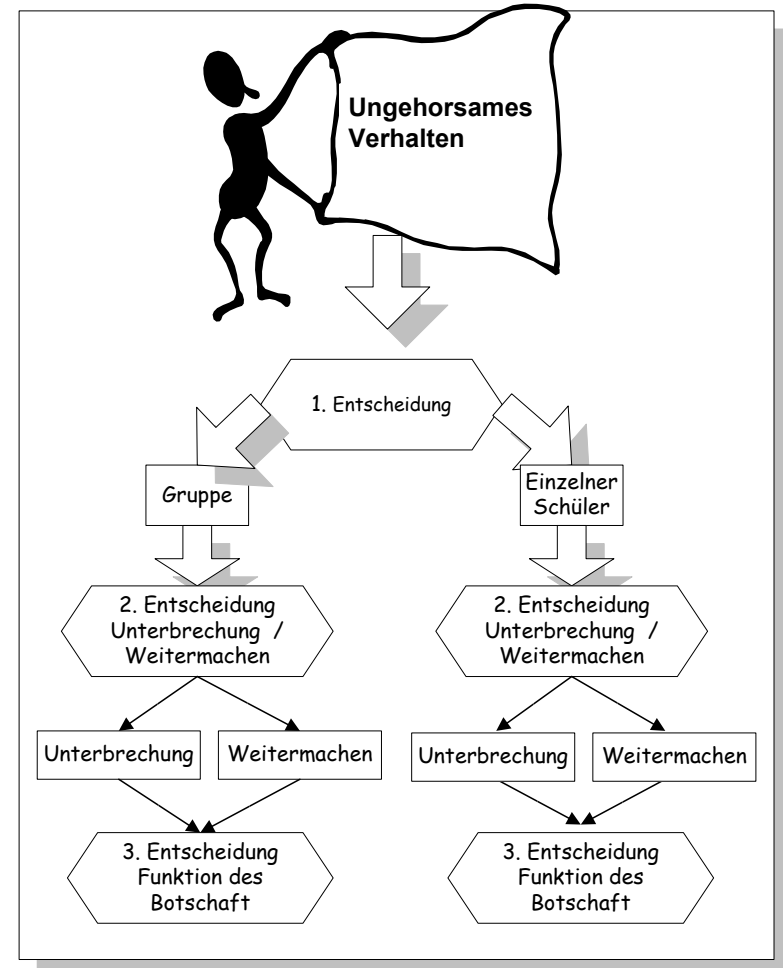 Ungehorsames
Verhalten
1. Entscheidung
Gruppe
Einzelner
Schüler
2. Entscheidung
Unterbrechung /
Weitermachen
2. Entscheidung
Unterbrechung /
Weitermachen
Unterbrechung
Weitermachen
Unterbrechung
Weitermachen
3. Entscheidung
Funktion des
Botschaft
3. Entscheidung
Funktion des
Botschaft